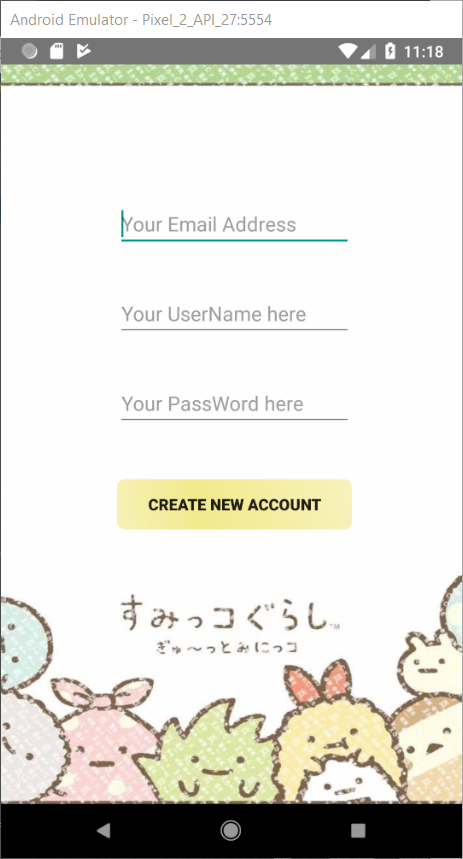 Android Emulator - Pixel_2_API_27:5554
11:18
Your Email Address
Your UserName here
Your PassWord here
CREATE NEW ACCOUNT
すみっコぐらし™
ぎゅ〜っとみにっコ